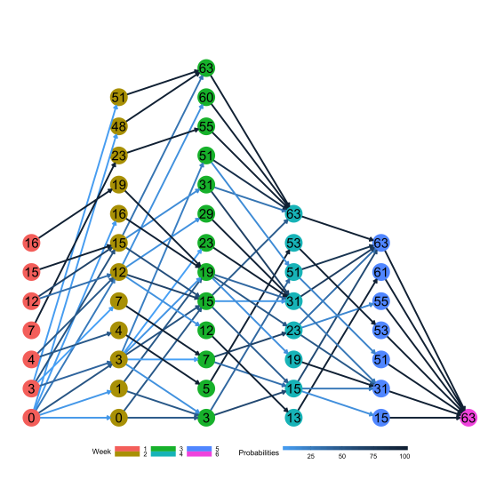 63
51 60
48 55
23 51
19 31
16 29 63
16 15 23 53 63
15 12 19 51 61
12 7 15 31 55
7 4 12 23 53
4 3 7 19 51
3 1 5 15 31
0 0 3 13 15 63
Week 1 3 5 Probabilities
2 4 6 25 50 75 100